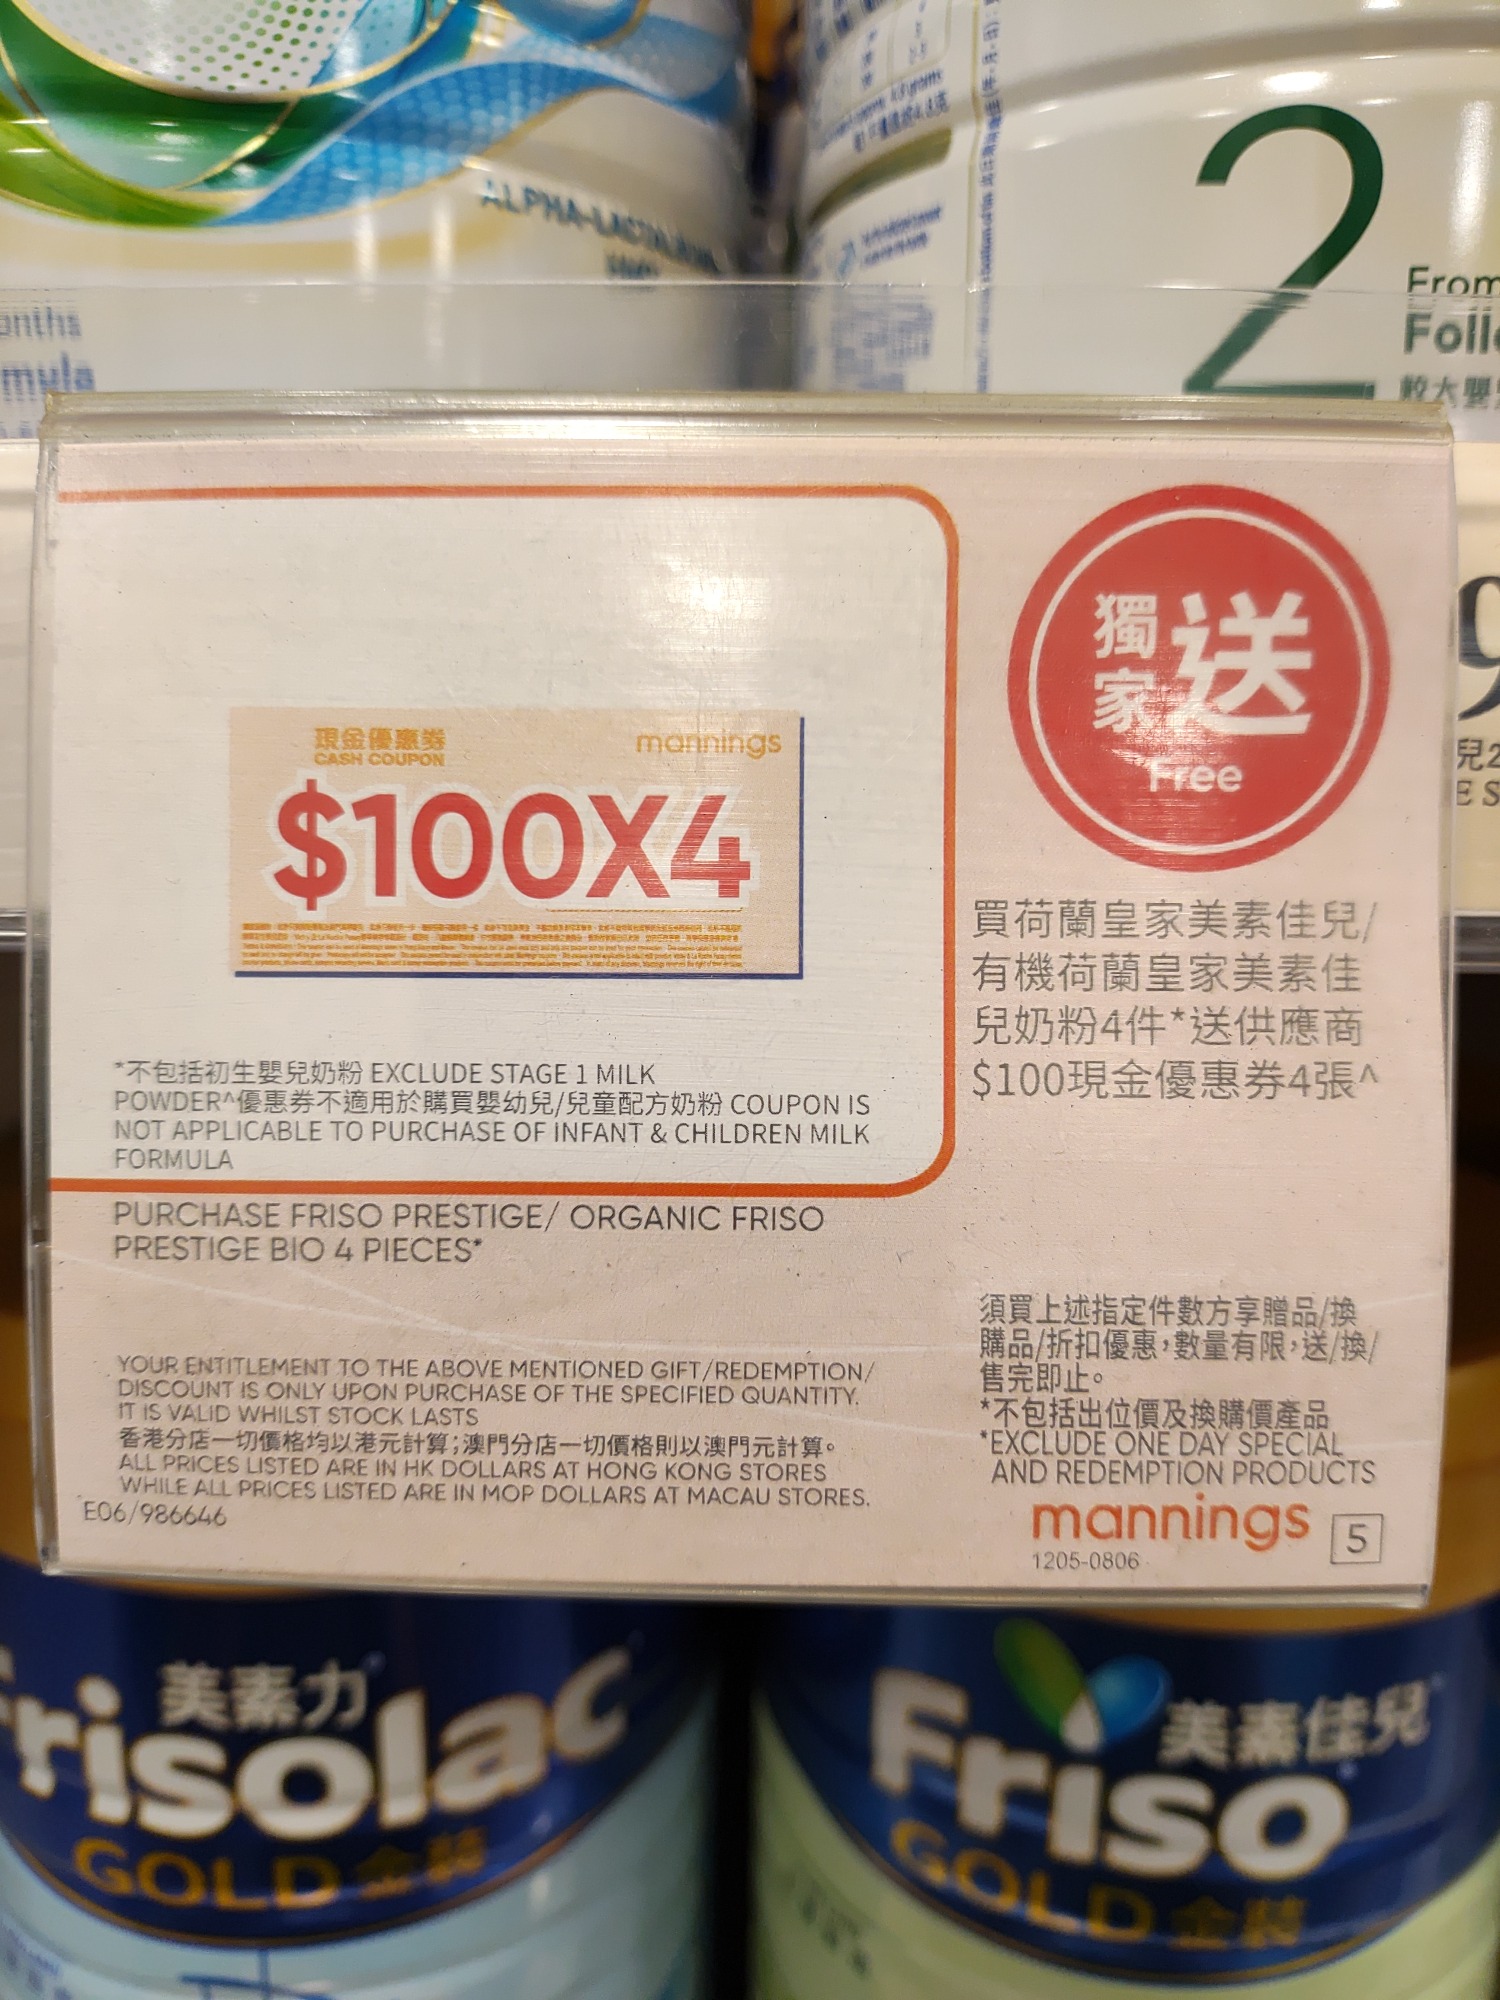 ALPHA-LACTALBUMIN
onths
mula
2
From
Follo
較大嬰
獨家
送
Free
現金優惠券
CASH COUPON
mannings
$100X4
買荷蘭皇家美素佳兒/
有機荷蘭皇家美素佳
兒奶粉4件*送供應商
$100現金優惠券4張^
*不包括初生嬰兒奶粉 EXCLUDE STAGE 1 MILK
POWDER^優惠券不適用於購買嬰幼兒/兒童配方奶粉 COUPON IS
NOT APPLICABLE TO PURCHASE OF INFANT & CHILDREN MILK
FORMULA
PURCHASE FRISO PRESTIGE/ ORGANIC FRISO
PRESTIGE BIO 4 PIECES*
須買上述指定件數方享贈品/換
購品/折扣優惠，數量有限，送/換/
售完即止。
*不包括出位價及換購價產品
*EXCLUDE ONE DAY SPECIAL
AND REDEMPTION PRODUCTS
YOUR ENTITLEMENT TO THE ABOVE MENTIONED GIFT/REDEMPTION/
DISCOUNT IS ONLY UPON PURCHASE OF THE SPECIFIED QUANTITY.
IT IS VALID WHILST STOCK LASTS
香港分店一切價格均以港元計算；澳門分店一切價格則以澳門元計算。
ALL PRICES LISTED ARE IN HK DOLLARS AT HONG KONG STORES
WHILE ALL PRICES LISTED ARE IN MOP DOLLARS AT MACAU STORES.
E06/986646
mannings
5
1205-0806
美素力
Frisolac
GOLD 金裝
美素佳兒
Friso
GOLD 金裝